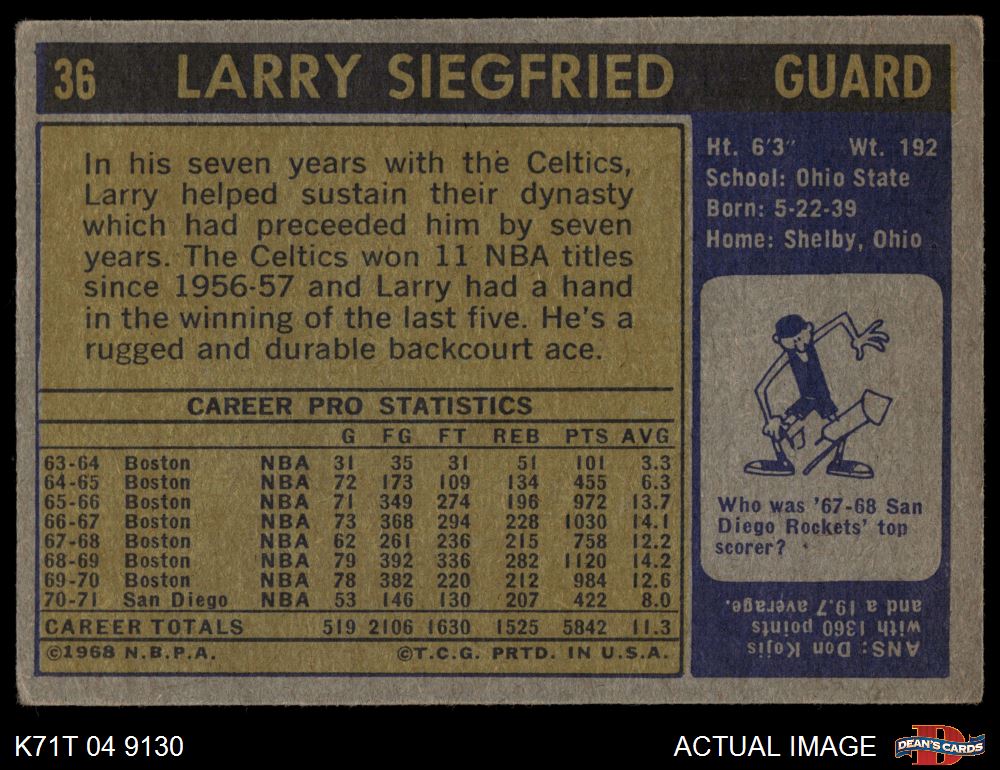 36 LARRY SIEGFRIED GUARD
In his seven years with the Celtics,
Larry helped sustain their dynasty
which had preceeded him by seven
years. The Celtics won 11 NBA titles
since 1956-57 and Larry had a hand
in the winning of the last five. He's a
rugged and durable backcourt ace.
CAREER PRO STATISTICS
G FG FT REB PTS AVG
63-64 Boston NBA 31 35 31 51 101 3.3
64-65 Boston NBA 72 173 109 134 455 6.3
65-66 Boston NBA 71 349 274 196 972 13.7
66-67 Boston NBA 73 368 294 228 1030 14.1
67-68 Boston NBA 62 261 236 215 758 12.2
68-69 Boston NBA 79 392 336 282 1120 14.2
69-70 Boston NBA 78 382 220 212 984 12.6
70-71 San Diego NBA 53 146 130 207 422 8.0
CAREER TOTALS 519 2106 1630 1525 5842 11.3
©1968 N.B.P.A. ©T.C.G. PRTD. IN U.S.A.
Ht. 6'3" Wt. 192
School: Ohio State
Born: 5-22-39
Home: Shelby, Ohio
Who was '67-68 San
Diego Rockets' top
scorer?
ANS: Don Kojis
with 1360 points
and a 19.7 average.
K71T 04 9130
ACTUAL IMAGE
D
DEAN'S CARDS